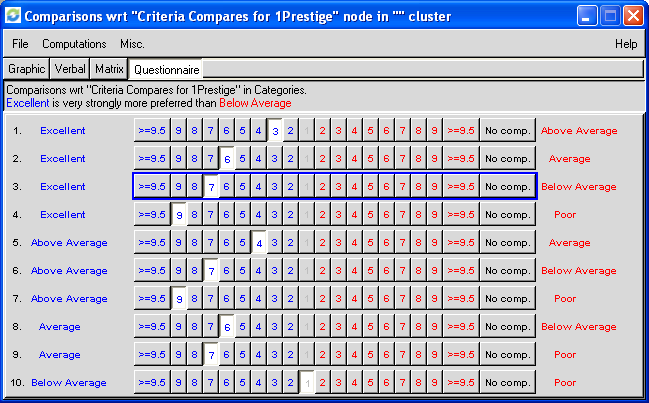 Comparisons wrt "Criteria Compares for 1Prestige" node in "" cluster
File Computations Misc. Help
Graphic Verbal Matrix Questionnaire
Comparisons wrt "Criteria Compares for 1Prestige" in Categories.
Excellent is very strongly more preferred than Below Average
1. Excellent >=9.5 9 8 7 6 5 4 3 2 1 2 3 4 5 6 7 8 9 >=9.5 No comp. Above Average
2. Excellent >=9.5 9 8 7 6 5 4 3 2 1 2 3 4 5 6 7 8 9 >=9.5 No comp. Average
3. Excellent >=9.5 9 8 7 6 5 4 3 2 1 2 3 4 5 6 7 8 9 >=9.5 No comp. Below Average
4. Excellent >=9.5 9 8 7 6 5 4 3 2 1 2 3 4 5 6 7 8 9 >=9.5 No comp. Poor
5. Above Average >=9.5 9 8 7 6 5 4 3 2 1 2 3 4 5 6 7 8 9 >=9.5 No comp. Average
6. Above Average >=9.5 9 8 7 6 5 4 3 2 1 2 3 4 5 6 7 8 9 >=9.5 No comp. Below Average
7. Above Average >=9.5 9 8 7 6 5 4 3 2 1 2 3 4 5 6 7 8 9 >=9.5 No comp. Poor
8. Average >=9.5 9 8 7 6 5 4 3 2 1 2 3 4 5 6 7 8 9 >=9.5 No comp. Below Average
9. Average >=9.5 9 8 7 6 5 4 3 2 1 2 3 4 5 6 7 8 9 >=9.5 No comp. Poor
10. Below Average >=9.5 9 8 7 6 5 4 3 2 1 2 3 4 5 6 7 8 9 >=9.5 No comp. Poor